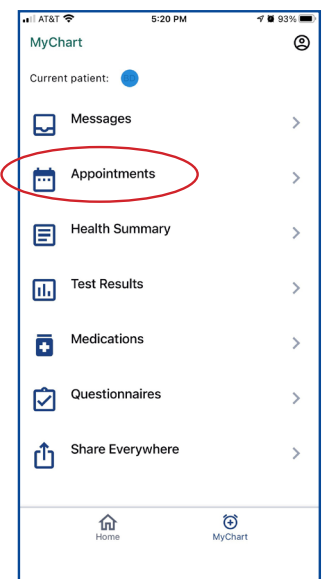 AT&T 5:20 PM 93%
MyChart
Current patient:
Messages
Appointments
Health Summary
Test Results
Medications
Questionnaires
Share Everywhere
Home MyChart